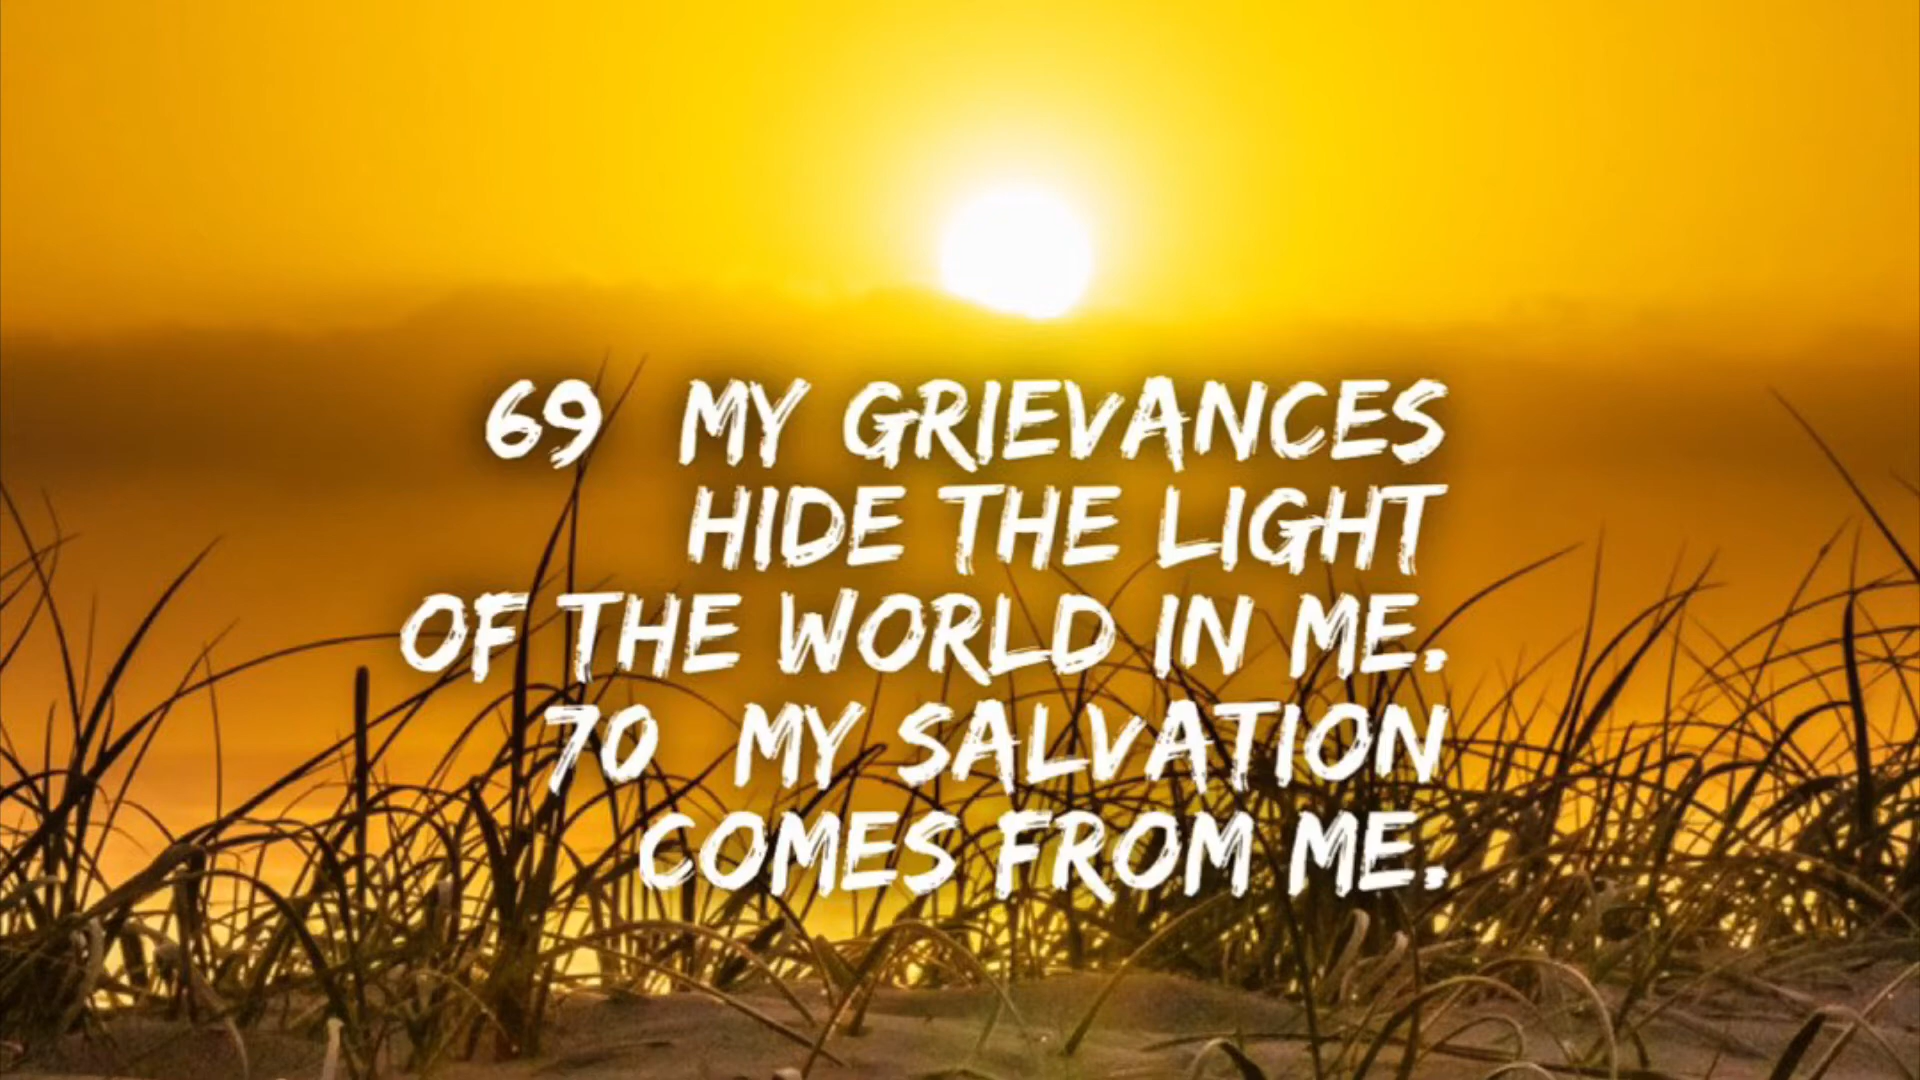 69 MY GRIEVANCES
HIDE THE LIGHT
OF THE WORLD IN ME.
70 MY SALVATION
COMES FROM ME.